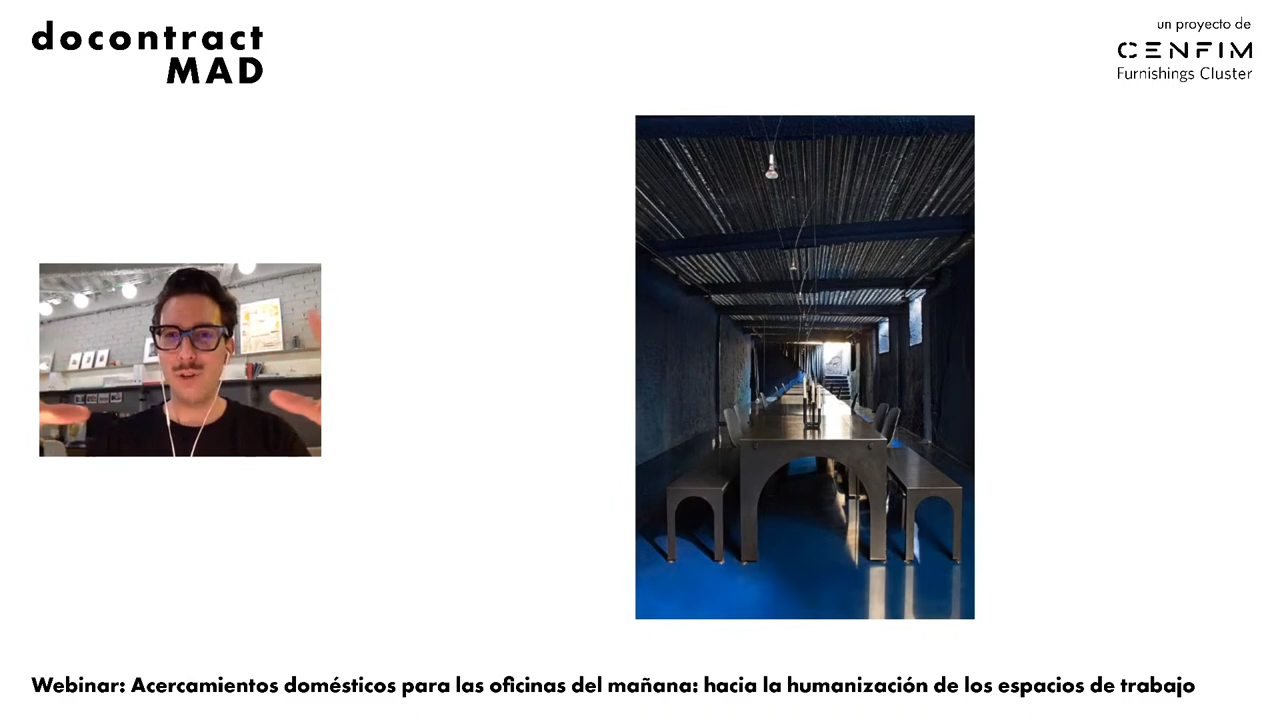 docontract
MAD
un proyecto de
CENFIM
Furnishings Cluster
Webinar: Acercamientos domésticos para las oficinas del mañana: hacia la humanización de los espacios de trabajo